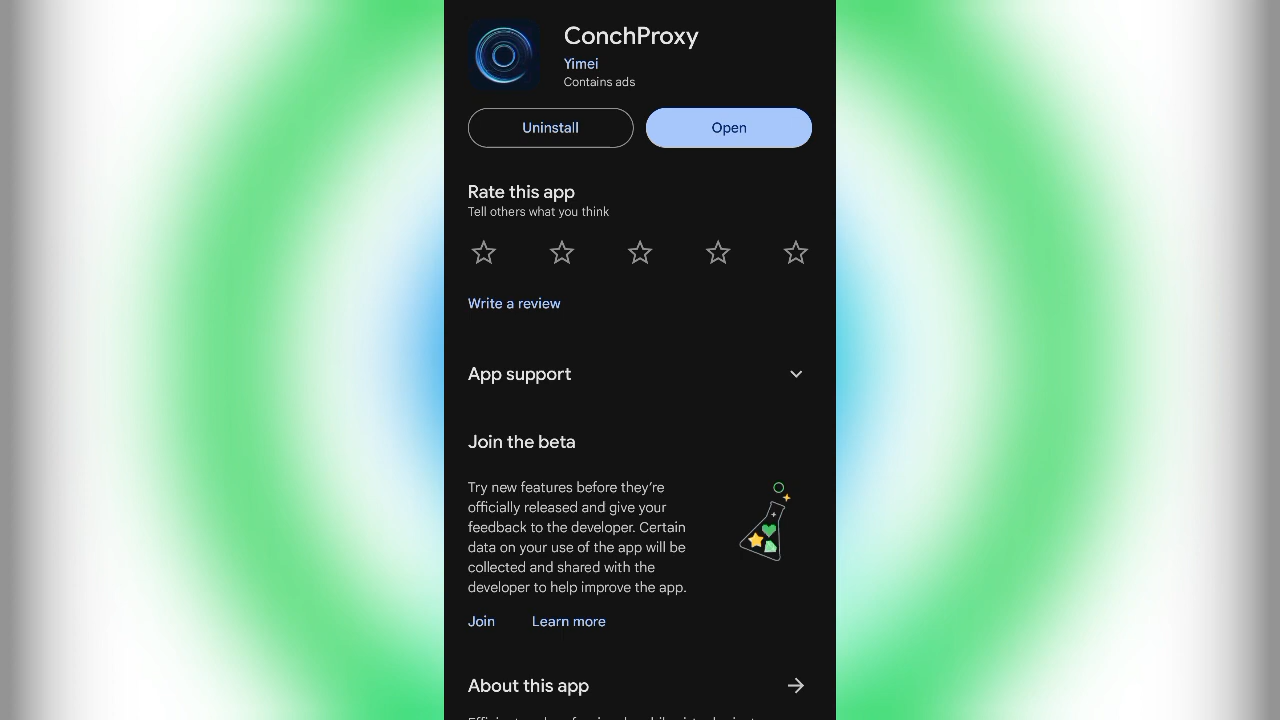 ConchProxy
Yimei
Contains ads
Uninstall
Open
Rate this app
Tell others what you think
Write a review
App support
Join the beta
Try new features before they're
officially released and give your
feedback to the developer. Certain
data on your use of the app will be
collected and shared with the
developer to help improve the app.
Join
Learn more
About this app